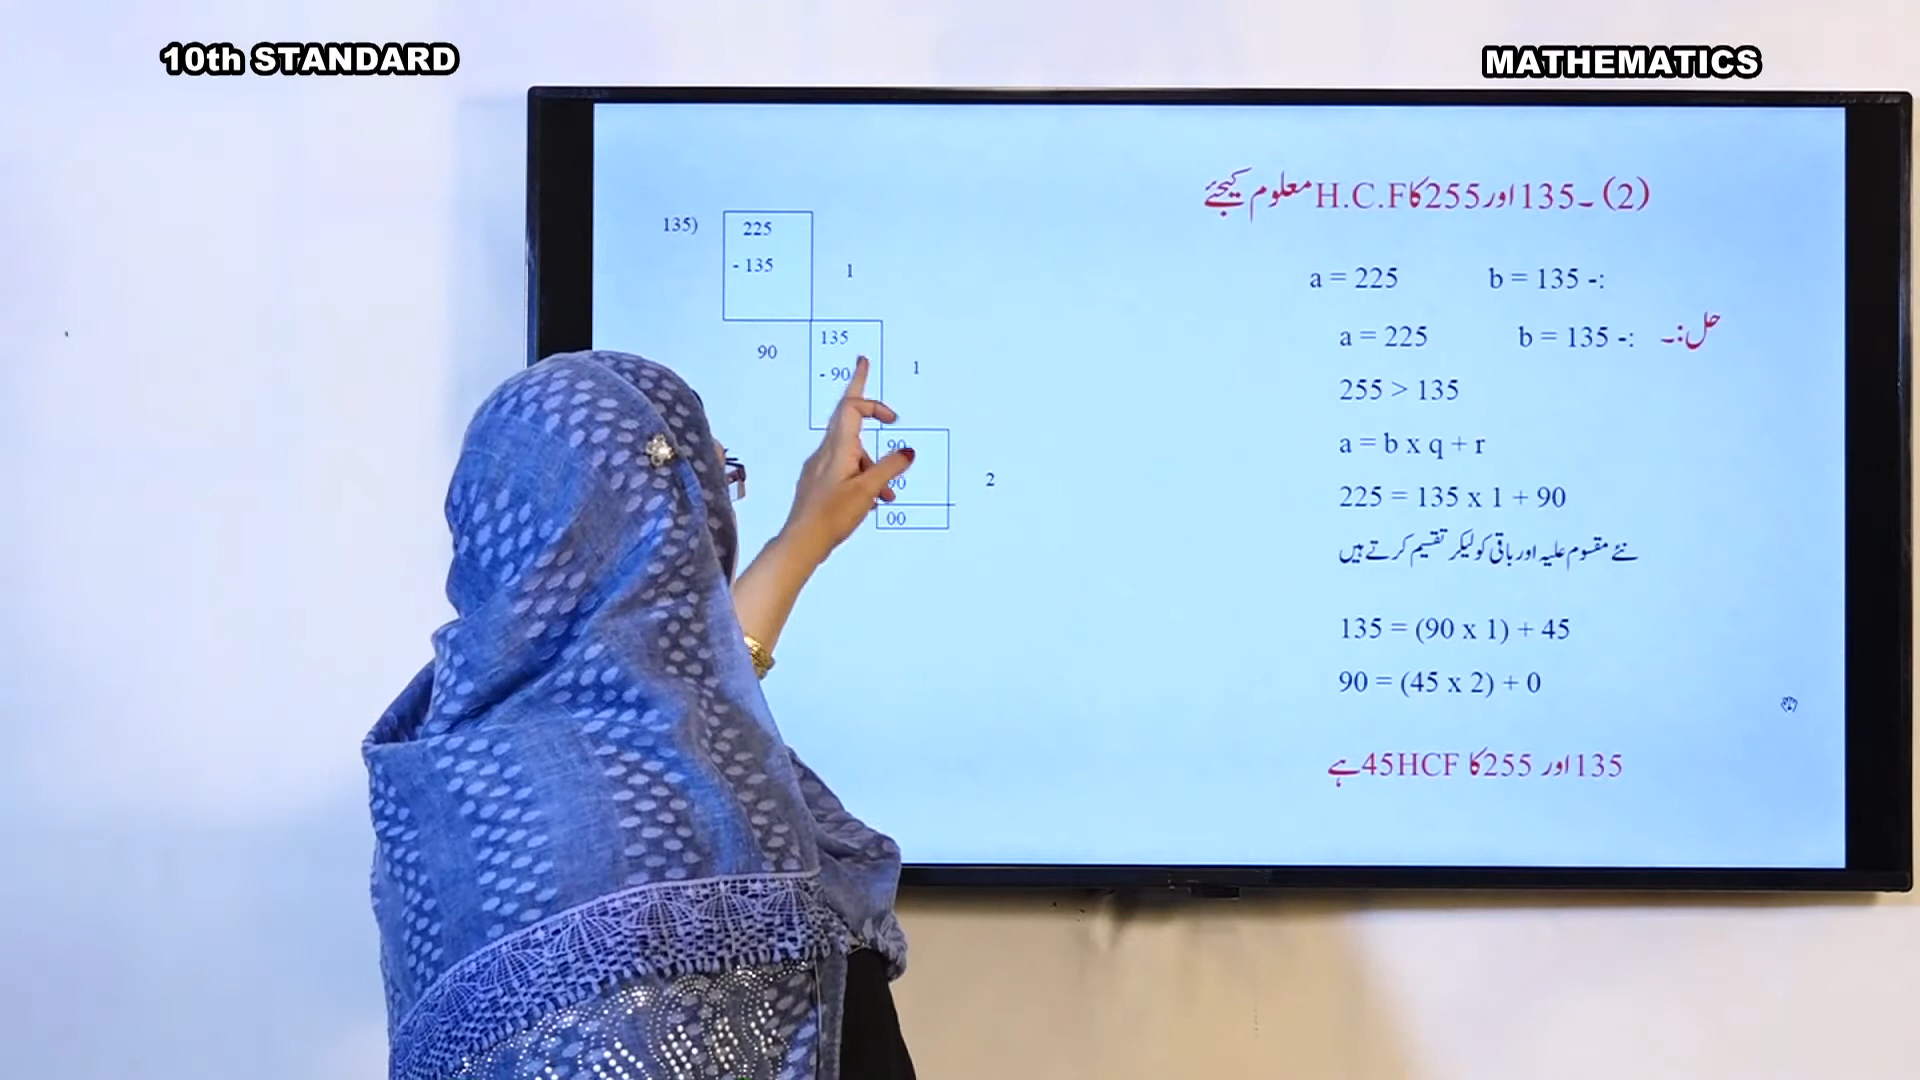 10th STANDARD
MATHEMATICS
(2) ۔135 اور 255 کا H.C.F معلوم کیجئے
a = 225 b = 135 -:
حل:۔ a = 225 b = 135 -:
255 > 135
a = b x q + r
225 = 135 x 1 + 90
نئے مقسوم علیہ اور باقی کو لیکر تقسیم کرتے ہیں
135 = (90 x 1) + 45
90 = (45 x 2) + 0
135 اور 255 کا 45HCF ہے
135) 225
- 135 1
90 135
- 90 1
90
90 2
00